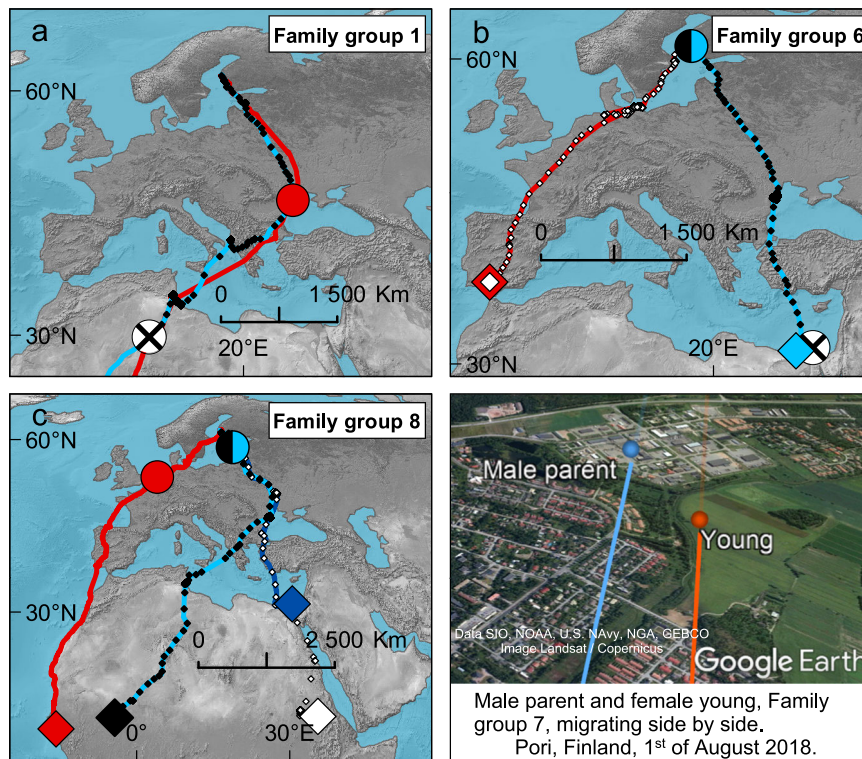 a
Family group 1
60°N
0 1 500 Km
30°N
20°E
b
Family group 6
60°N
0 1 500 Km
20°E
30°N
c
Family group 8
60°N
30°N
0 2 500 Km
0°
30°E
Male parent
Young
Data SIO, NOAA, U.S. NAvy, NGA, GEBCO
Image Landsat / Copernicus
Google Earth
Male parent and female young, Family
group 7, migrating side by side.
Pori, Finland, 1st of August 2018.